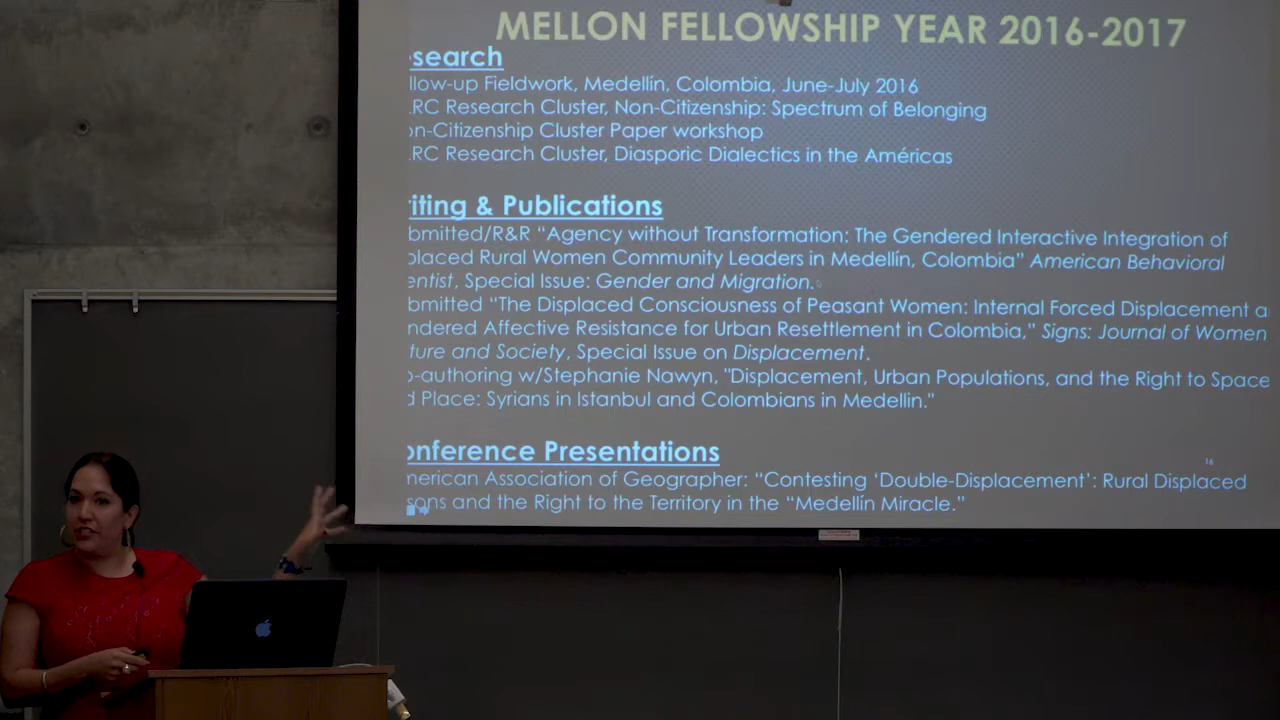 MELLON FELLOWSHIP YEAR 2016-2017
search
llow-up Fieldwork, Medellín, Colombia, June-July 2016
RC Research Cluster, Non-Citizenship: Spectrum of Belonging
n-Citizenship Cluster Paper workshop
RC Research Cluster, Diasporic Dialectics in the Américas
iting & Publications
bmitted/R&R “Agency without Transformation: The Gendered Interactive Integration of
placed Rural Women Community Leaders in Medellín, Colombia” American Behavioral
entist, Special Issue: Gender and Migration.
bmitted “The Displaced Consciousness of Peasant Women: Internal Forced Displacement a
ndered Affective Resistance for Urban Resettlement in Colombia,” Signs: Journal of Women
ture and Society, Special Issue on Displacement.
-authoring w/Stephanie Nawyn, "Displacement, Urban Populations, and the Right to Space
d Place: Syrians in Istanbul and Colombians in Medellin."
onference Presentations
16
merican Association of Geographer: “Contesting ‘Double-Displacement’: Rural Displaced
sons and the Right to the Territory in the “Medellín Miracle.”